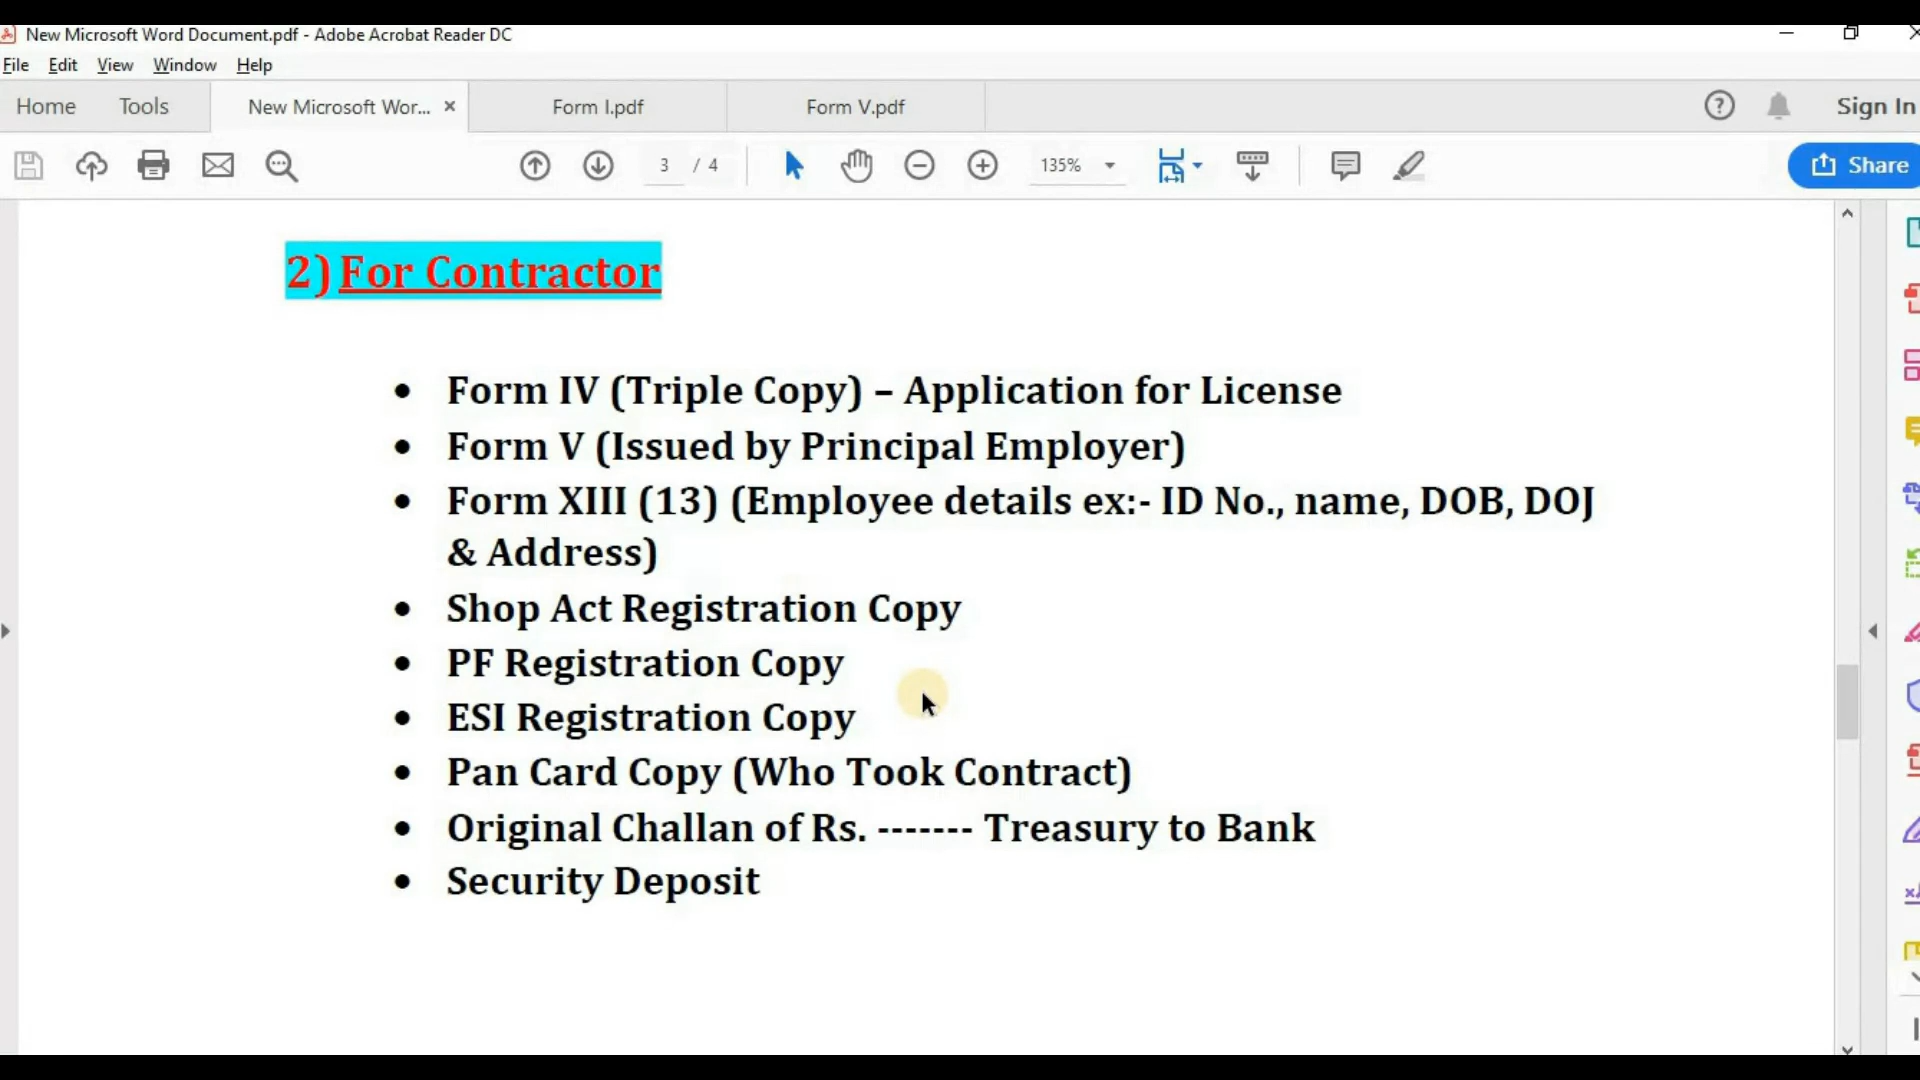 New Microsoft Word Document.pdf - Adobe Acrobat Reader DC
File Edit View Window Help
Home Tools New Microsoft Wor... × Form I.pdf Form V.pdf Sign In
3 / 4 135% Share
2) For Contractor
• Form IV (Triple Copy) – Application for License
• Form V (Issued by Principal Employer)
• Form XIII (13) (Employee details ex:- ID No., name, DOB, DOJ
& Address)
• Shop Act Registration Copy
• PF Registration Copy
• ESI Registration Copy
• Pan Card Copy (Who Took Contract)
• Original Challan of Rs. ------- Treasury to Bank
• Security Deposit